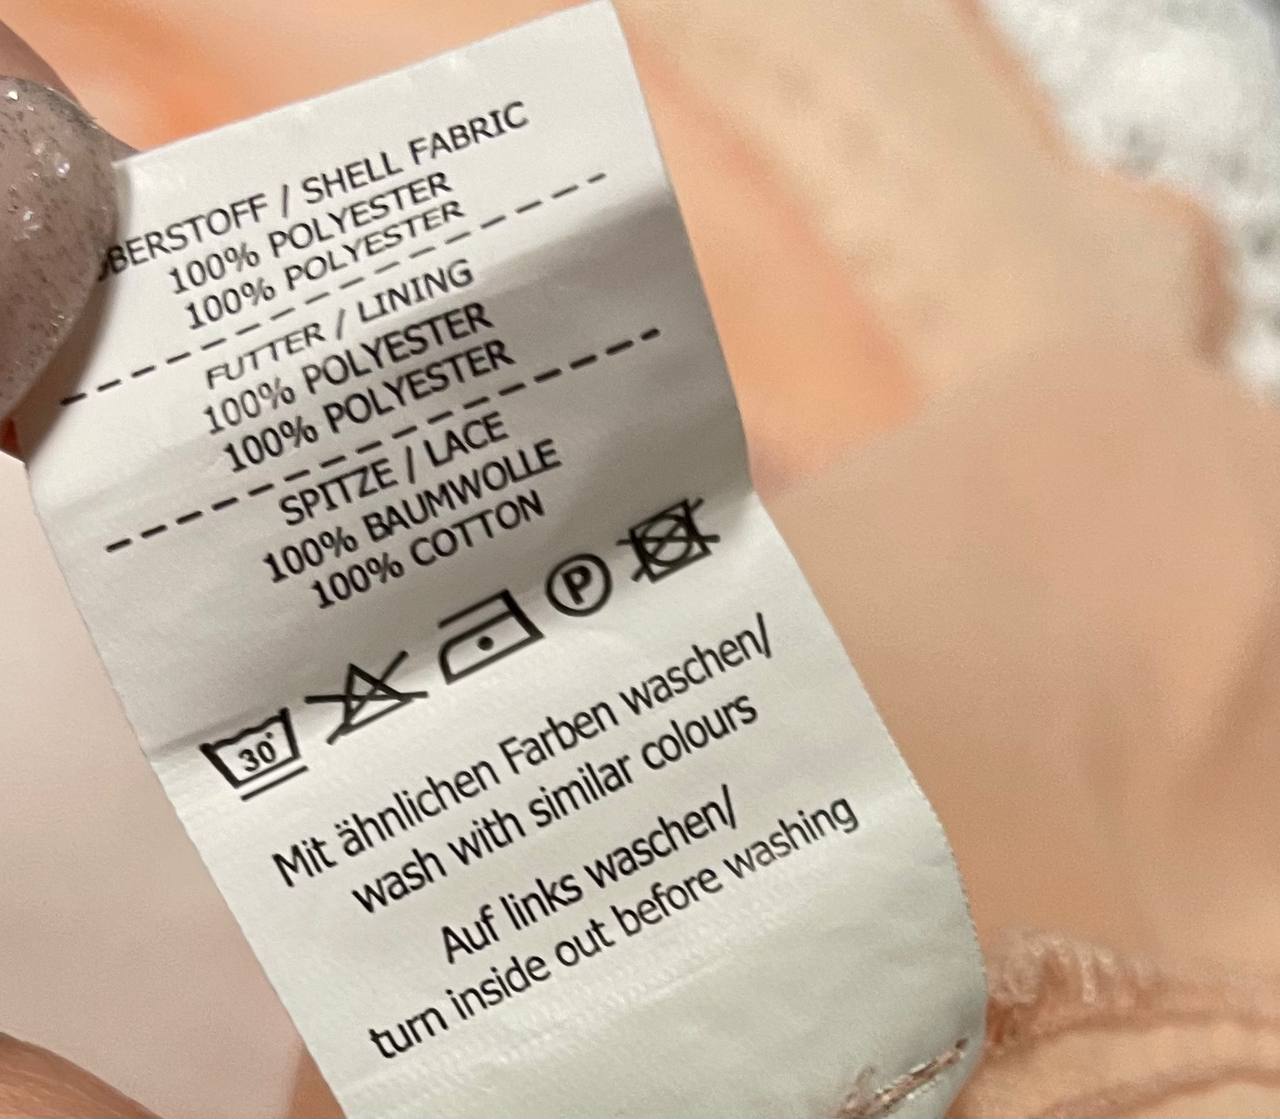 OBERSTOFF / SHELL FABRIC
100% POLYESTER
100% POLYESTER
FUTTER / LINING
100% POLYESTER
100% POLYESTER
SPITZE / LACE
100% BAUMWOLLE
100% COTTON
30° P
Mit ähnlichen Farben waschen/
wash with similar colours
Auf links waschen/
turn inside out before washing